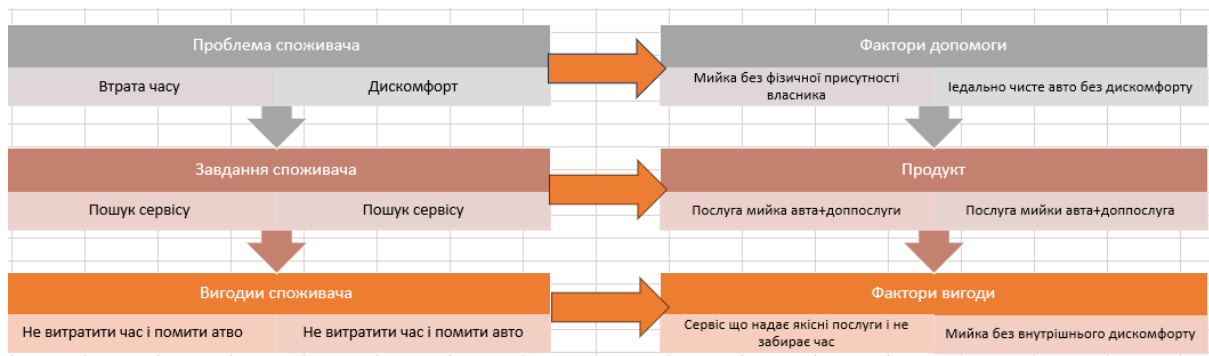 Проблема споживача
Фактори допомоги
Втрата часу
Дискомфорт
Мийка без фізичної присутності
власника
Іедально чисте авто без дискомфорту
Завдання споживача
Продукт
Пошук сервісу
Пошук сервісу
Послуга мийка авта+доппослуги
Послуга мийки авта+доппослуга
Вигодии споживача
Фактори вигоди
Не витратити час і помити атво
Не витратити час і помити авто
Сервіс що надає якісні послуги і не
забирає час
Мийка без внутрішнього дискомфорту